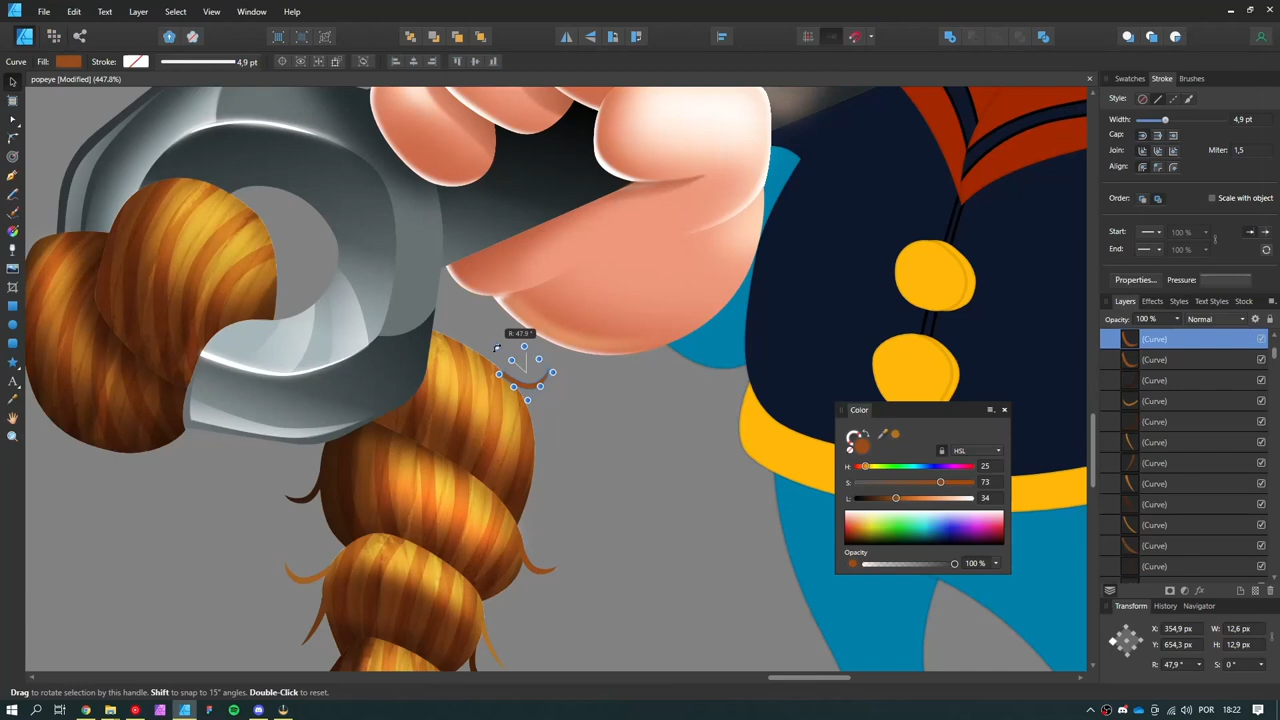 File Edit Text Layer Select View Window Help
Curve Fill: Stroke: 4,9 pt
popeye [Modified] (447.8%)
R: 47.9 °
Swatches Stroke Brushes
Style:
Width: 4,9 pt
Cap:
Join: Miter: 1,5
Align:
Order: Scale with object
Start: 100 %
End: 100 %
Properties... Pressure:
Layers Effects Styles Text Styles Stock
Opacity: 100 % Normal
(Curve)
(Curve)
(Curve)
(Curve)
(Curve)
(Curve)
(Curve)
(Curve)
(Curve)
(Curve)
(Curve)
(Curve)
Color
HSL
H: 25
S: 73
L: 34
Opacity
100 %
Transform History Navigator
X: 354,9 px W: 12,6 px
Y: 654,3 px H: 12,9 px
R: 47,9 ° S: 0 °
Drag to rotate selection by this handle. Shift to snap to 15° angles. Double-Click to reset.
POR 18:22